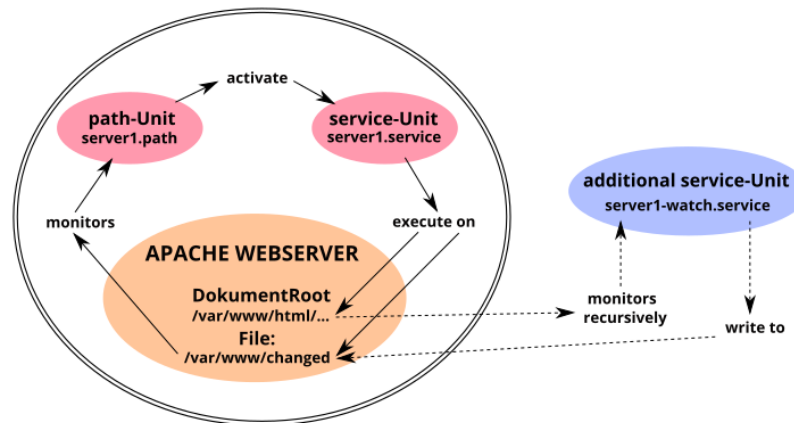 activate
path-Unit
server1.path
service-Unit
server1.service
monitors
execute on
APACHE WEBSERVER
DokumentRoot
/var/www/html/...
File:
/var/www/changed
additional service-Unit
server1-watch.service
monitors
recursively
write to